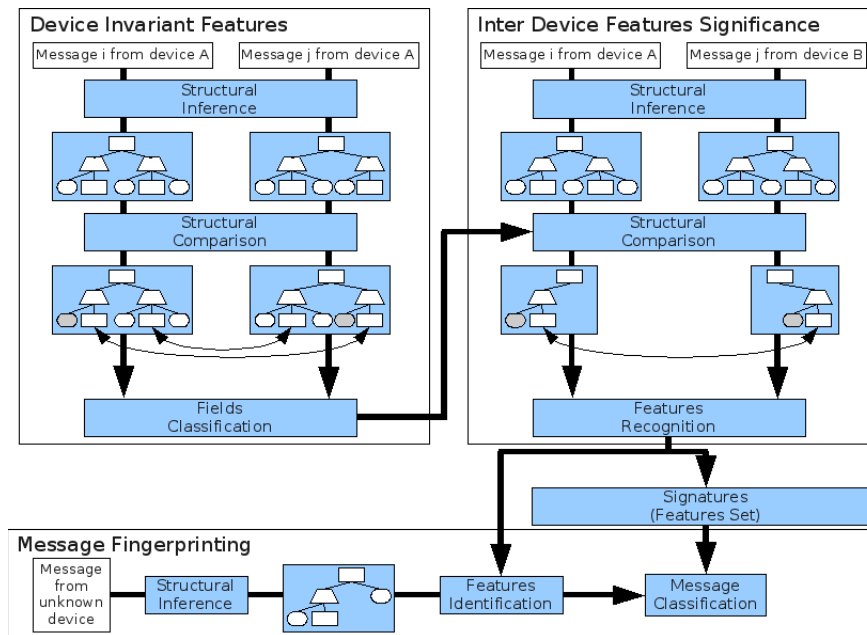 Device Invariant Features
Message i from device A
Message j from device A
Structural
Inference
Structural
Comparison
Fields
Classification
Inter Device Features Significance
Message i from device A
Message j from device B
Structural
Inference
Structural
Comparison
Features
Recognition
Signatures
(Features Set)
Message Fingerprinting
Message
from
unknown
device
Structural
Inference
Features
Identification
Message
Classification